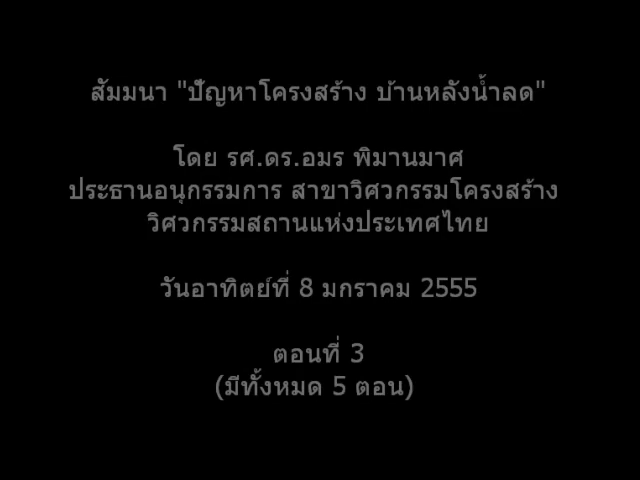 สัมมนา "ปัญหาโครงสร้าง บ้านหลังน้ำลด"
โดย รศ.ดร.อมร พิมานมาศ
ประธานอนุกรรมการ สาขาวิศวกรรมโครงสร้าง
วิศวกรรมสถานแห่งประเทศไทย
วันอาทิตย์ที่ 8 มกราคม 2555
ตอนที่ 3
(มีทั้งหมด 5 ตอน)